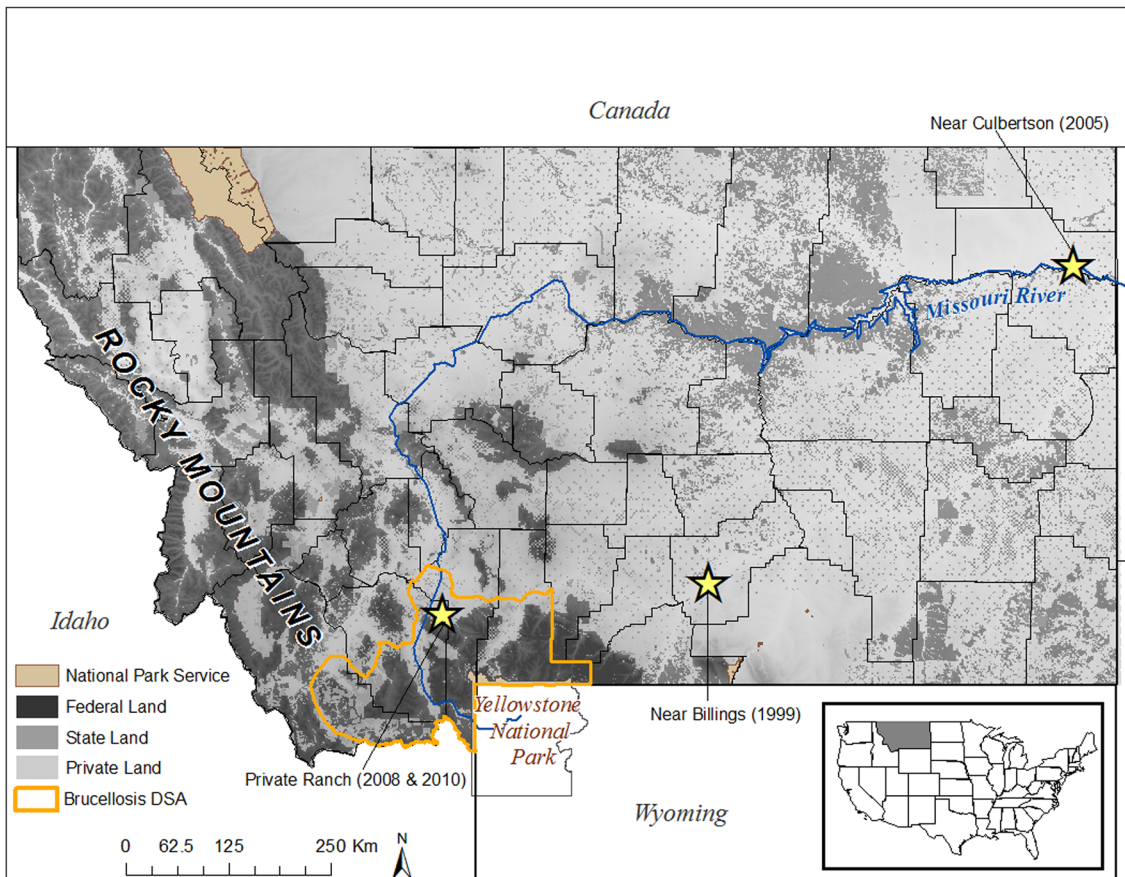 Canada
Near Culbertson (2005)
Missouri River
ROCKY MOUNTAINS
Idaho
National Park Service
Federal Land
State Land
Private Land
Brucellosis DSA
Yellowstone
National
Park
Near Billings (1999)
Private Ranch (2008 & 2010)
Wyoming
0 62.5 125 250 Km
N